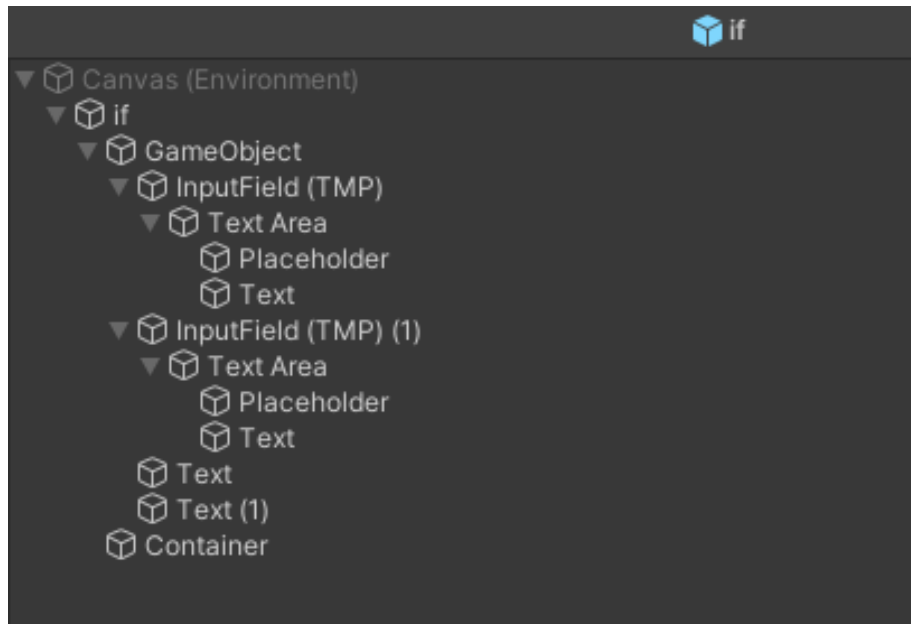 if
Canvas (Environment)
if
GameObject
InputField (TMP)
Text Area
Placeholder
Text
InputField (TMP) (1)
Text Area
Placeholder
Text
Text
Text (1)
Container